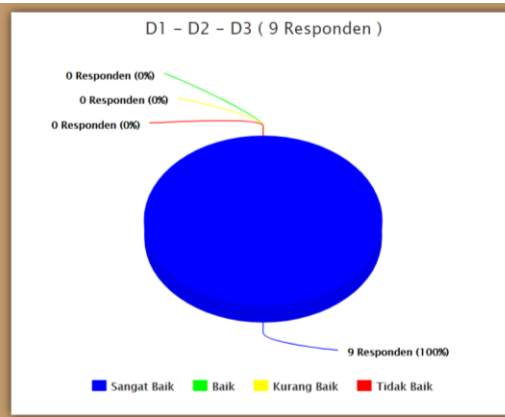 D1 – D2 – D3 ( 9 Responden )
0 Responden (0%)
0 Responden (0%)
0 Responden (0%)
9 Responden (100%)
Sangat Baik Baik Kurang Baik Tidak Baik